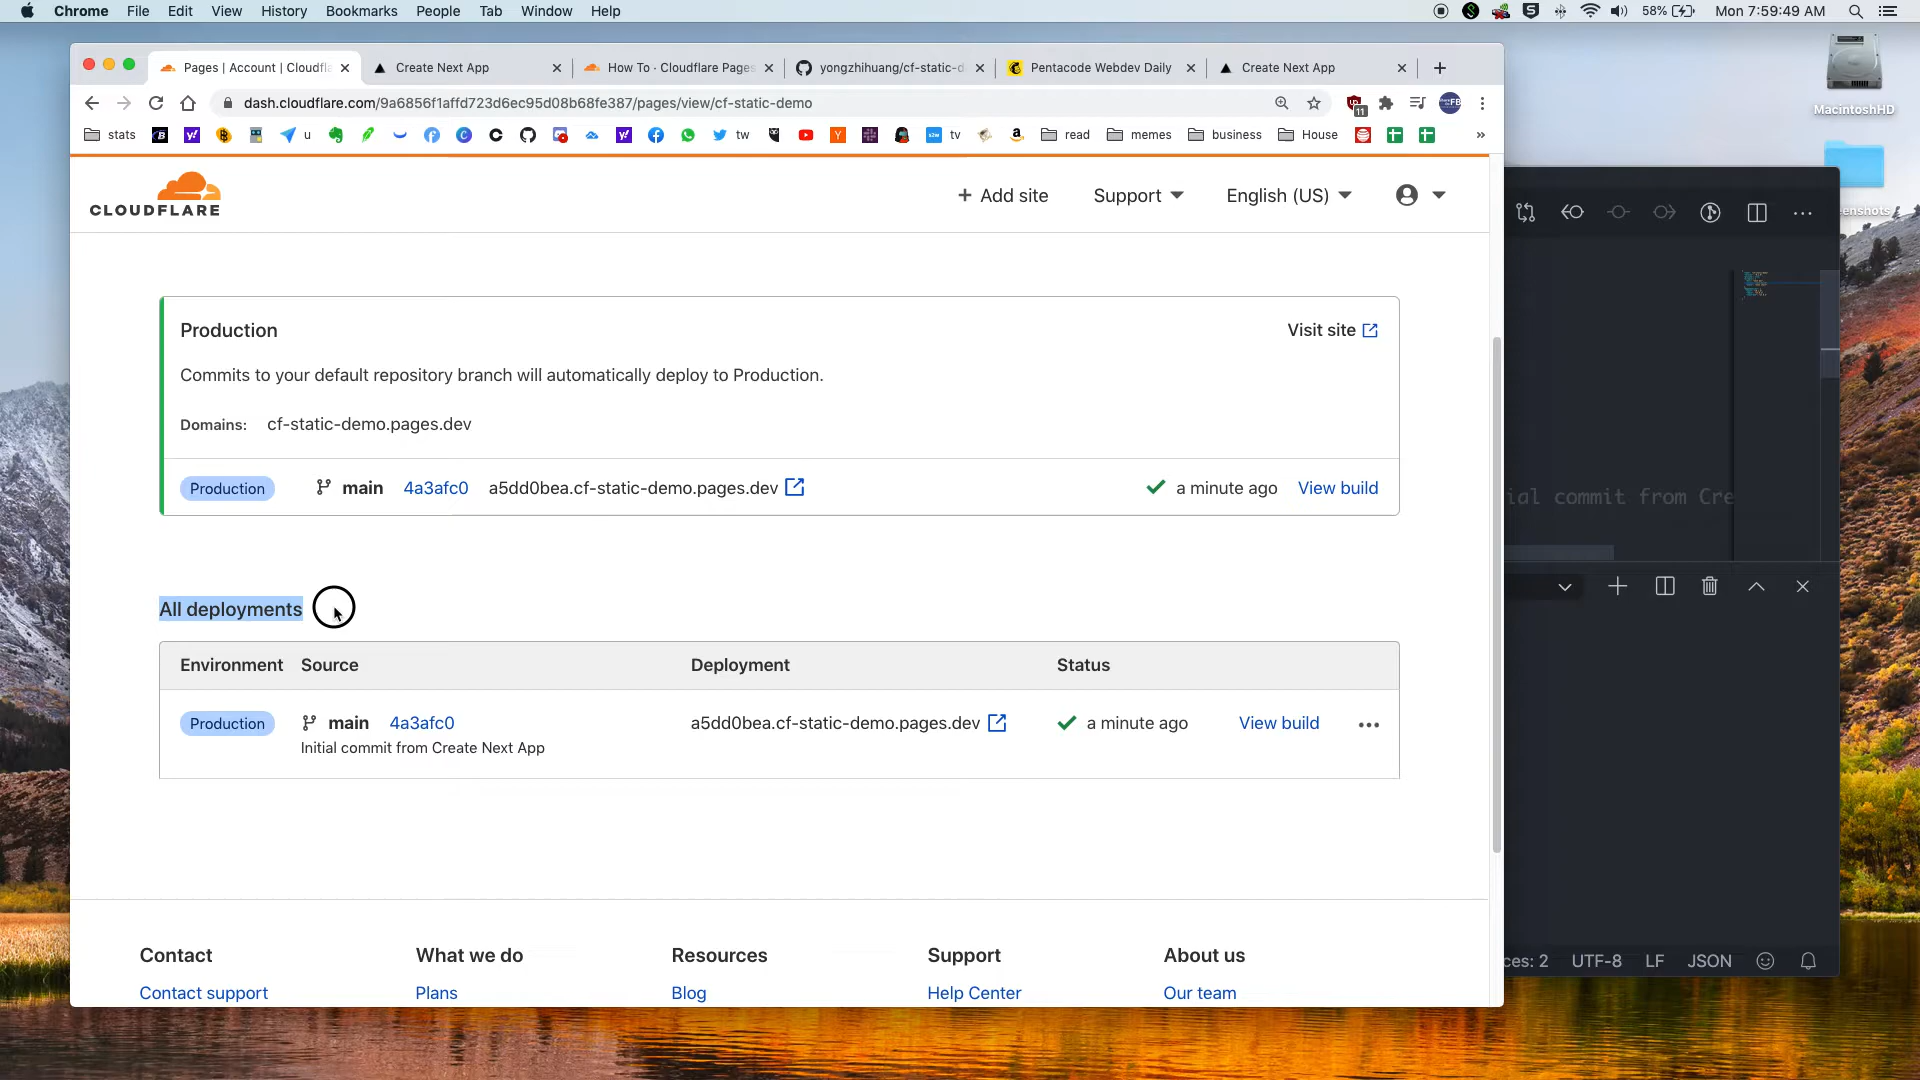 Chrome File Edit View History Bookmarks People Tab Window Help
58% Mon 7:59:49 AM
MacintoshHD
Pages | Account | Cloudfla
Create Next App
How To · Cloudflare Pages
yongzhihuang/cf-static-d
Pentacode Webdev Daily
Create Next App
dash.cloudflare.com/9a6856f1affd723d6ec95d08b68fe387/pages/view/cf-static-demo
11
stats
u
tw
tv
read
memes
business
House
»
CLOUDFLARE
+ Add site
Support
English (US)
enshots
Production
Visit site
Commits to your default repository branch will automatically deploy to Production.
Domains: cf-static-demo.pages.dev
Production main 4a3afc0 a5dd0bea.cf-static-demo.pages.dev a minute ago View build
ial commit from Cre
All deployments
Environment Source Deployment Status
Production main 4a3afc0 a5dd0bea.cf-static-demo.pages.dev a minute ago View build
Initial commit from Create Next App
Contact What we do Resources Support About us
Contact support Plans Blog Help Center Our team
ces: 2 UTF-8 LF JSON